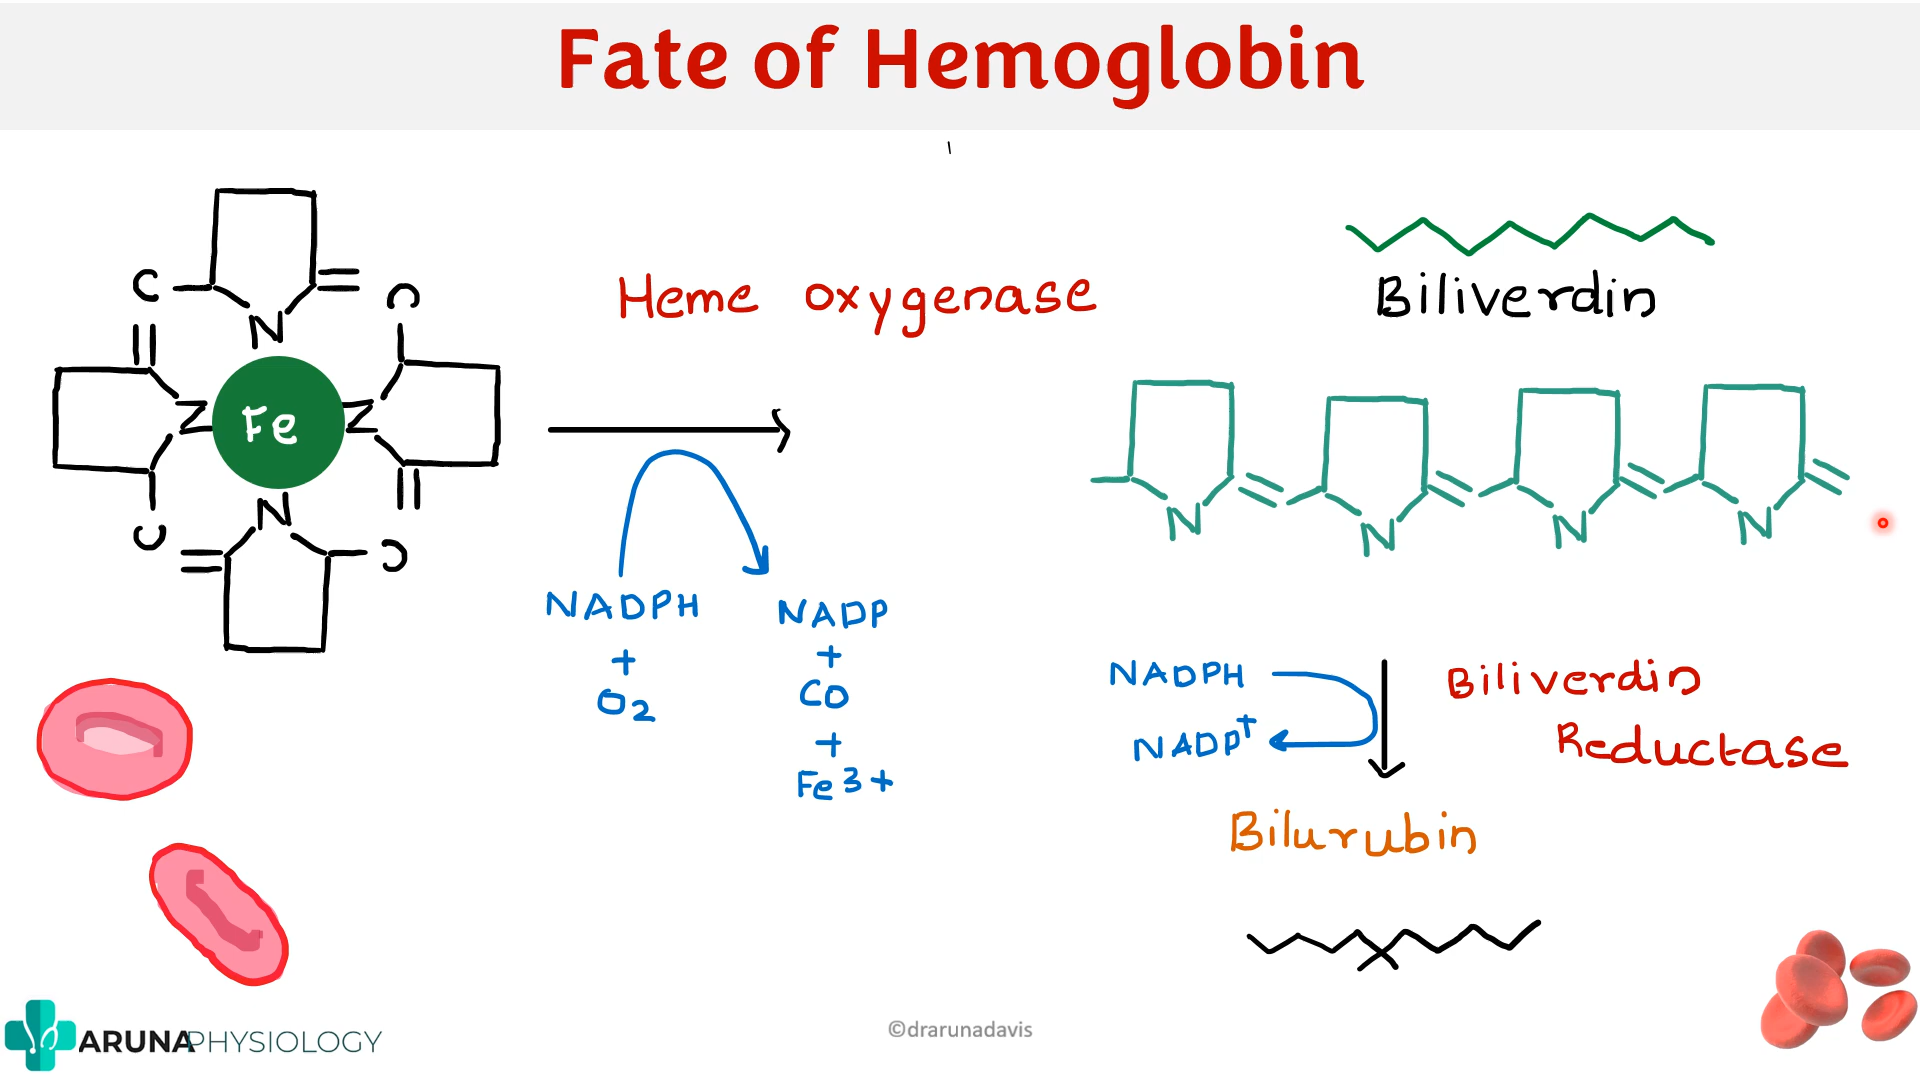 Fate of Hemoglobin
C
C
N
N
Fe
N
N
C
C
Heme oxygenase
NADPH
+
O2
NADP
+
CO
+
Fe3+
Biliverdin
N
N
N
N
NADPH
NADP+
Biliverdin
Reductase
Bilurubin
ARUNAPHYSIOLOGY
©drarunadavis